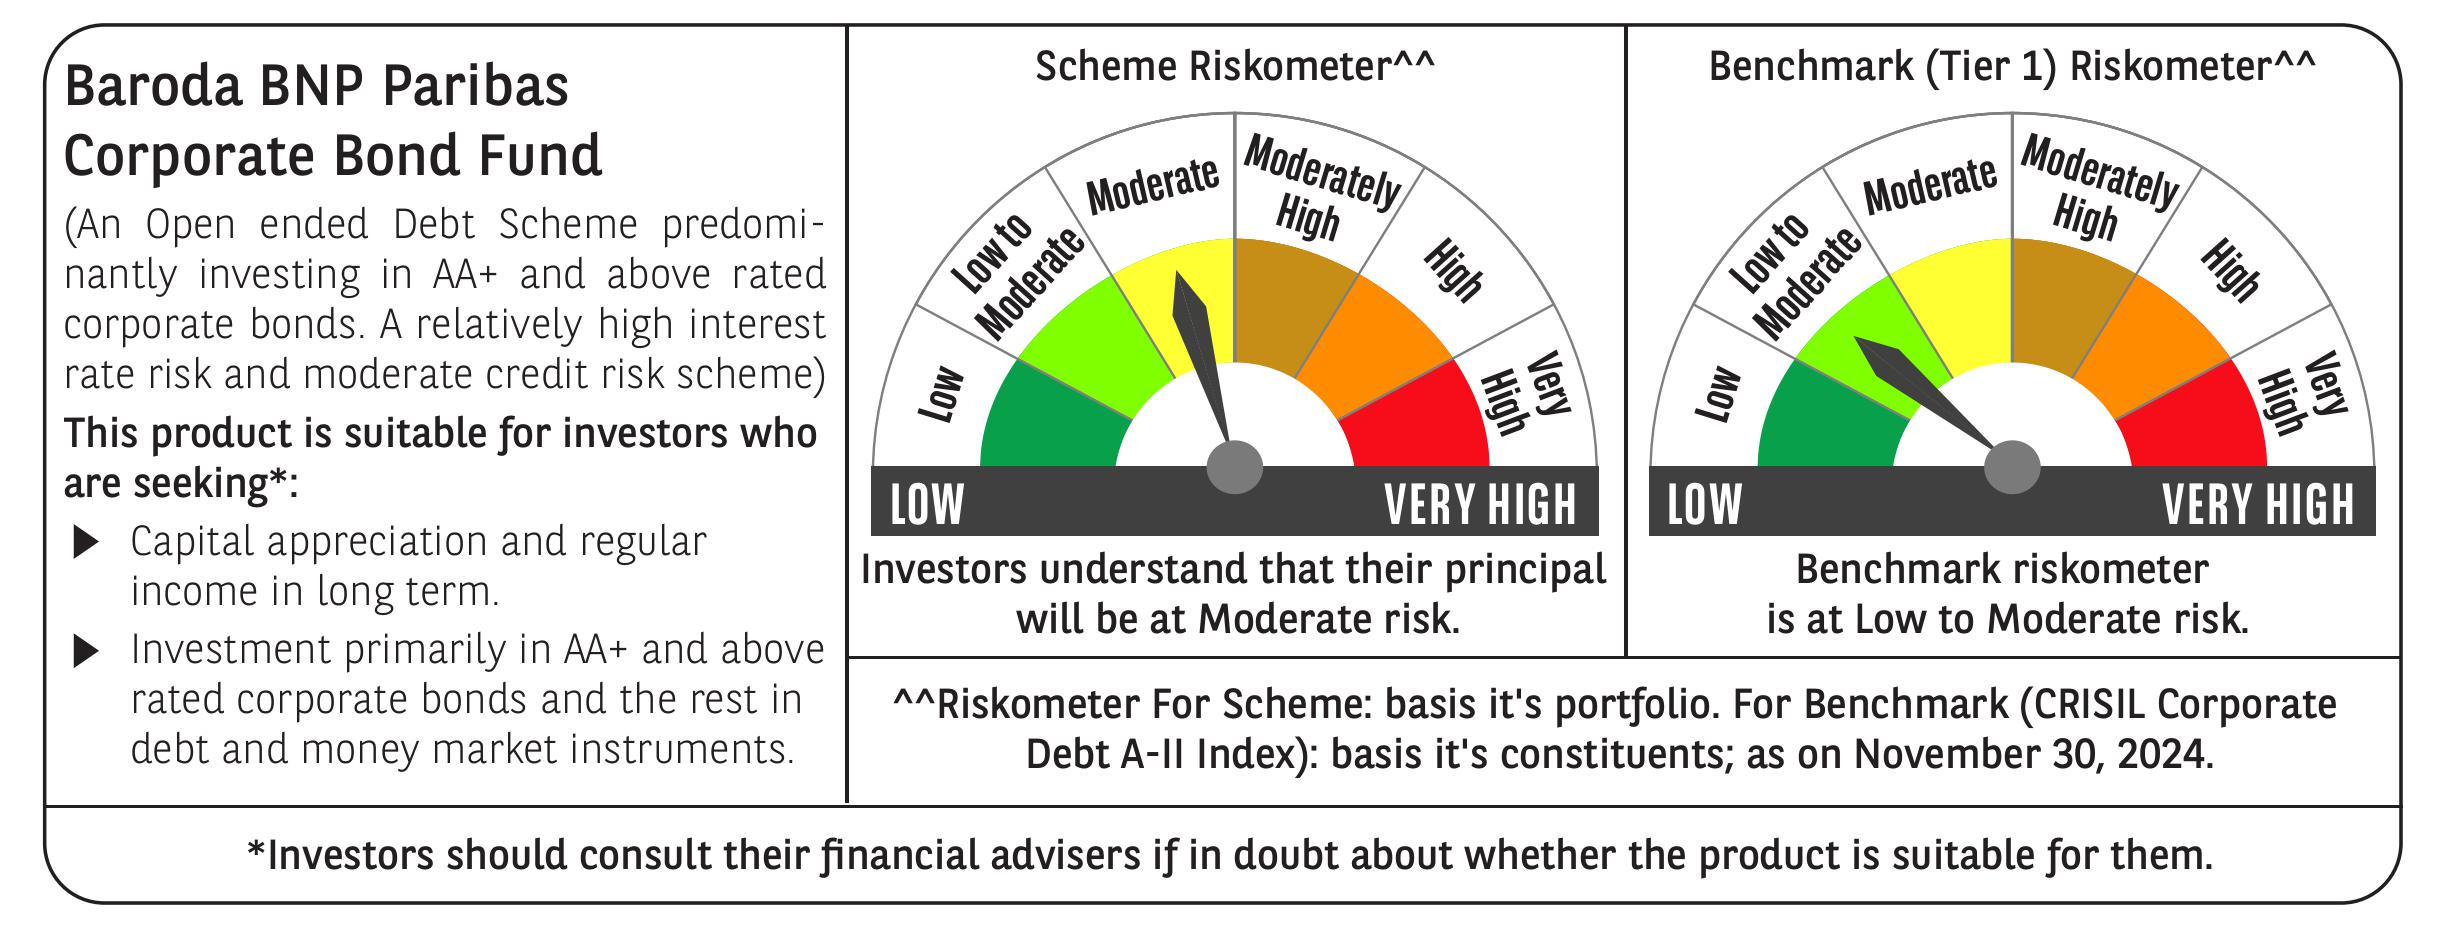 Baroda BNP Paribas
Corporate Bond Fund
(An Open ended Debt Scheme predomi-
nantly investing in AA+ and above rated
corporate bonds. A relatively high interest
rate risk and moderate credit risk scheme)
This product is suitable for investors who
are seeking*:
Capital appreciation and regular
income in long term.
Investment primarily in AA+ and above
rated corporate bonds and the rest in
debt and money market instruments.
Scheme Riskometer^^
Low
Low to
Moderate
Moderate
Moderately
High
High
Very
High
LOW
VERY HIGH
Investors understand that their principal
will be at Moderate risk.
Benchmark (Tier 1) Riskometer^^
Low
Low to
Moderate
Moderate
Moderately
High
High
Very
High
LOW
VERY HIGH
Benchmark riskometer
is at Low to Moderate risk.
^^Riskometer For Scheme: basis it's portfolio. For Benchmark (CRISIL Corporate
Debt A-II Index): basis it's constituents; as on November 30, 2024.
*Investors should consult their financial advisers if in doubt about whether the product is suitable for them.